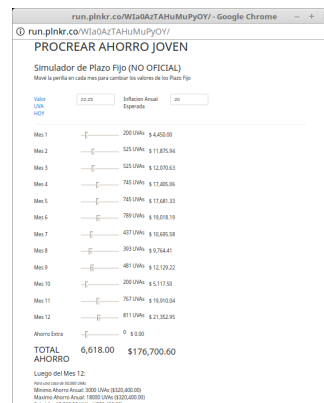 run.plnkr.co/WIa0AzTAHuMuPyOY/ - Google Chrome
run.plnkr.co/WIa0AzTAHuMuPyOY/
PROCREAR AHORRO JOVEN
Simulador de Plazo Fijo (NO OFICIAL)
Mové la perilla en cada mes para cambiar los valores de los Plazo Fijo
Valor UVA HOY 22.25 Inflacion Anual Esperada 20
Mes 1 200 UVAs $ 4,450.00
Mes 2 525 UVAs $ 11,875.94
Mes 3 525 UVAs $ 12,070.63
Mes 4 745 UVAs $ 17,405.06
Mes 5 745 UVAs $ 17,681.33
Mes 6 789 UVAs $ 19,018.19
Mes 7 437 UVAs $ 10,695.58
Mes 8 393 UVAs $ 9,764.41
Mes 9 481 UVAs $ 12,129.22
Mes 10 200 UVAs $ 5,117.50
Mes 11 767 UVAs $ 19,910.04
Mes 12 811 UVAs $ 21,352.95
Ahorro Extra 0 $ 0.00
TOTAL AHORRO 6,618.00 $176,700.60
Luego del Mes 12:
Para una casa de 80.000 UVAs
Minimo Ahorro Anual: 3000 UVAs ($320,400.00)
Maximo Ahorro Anual: 18000 UVAs ($320,400.00)